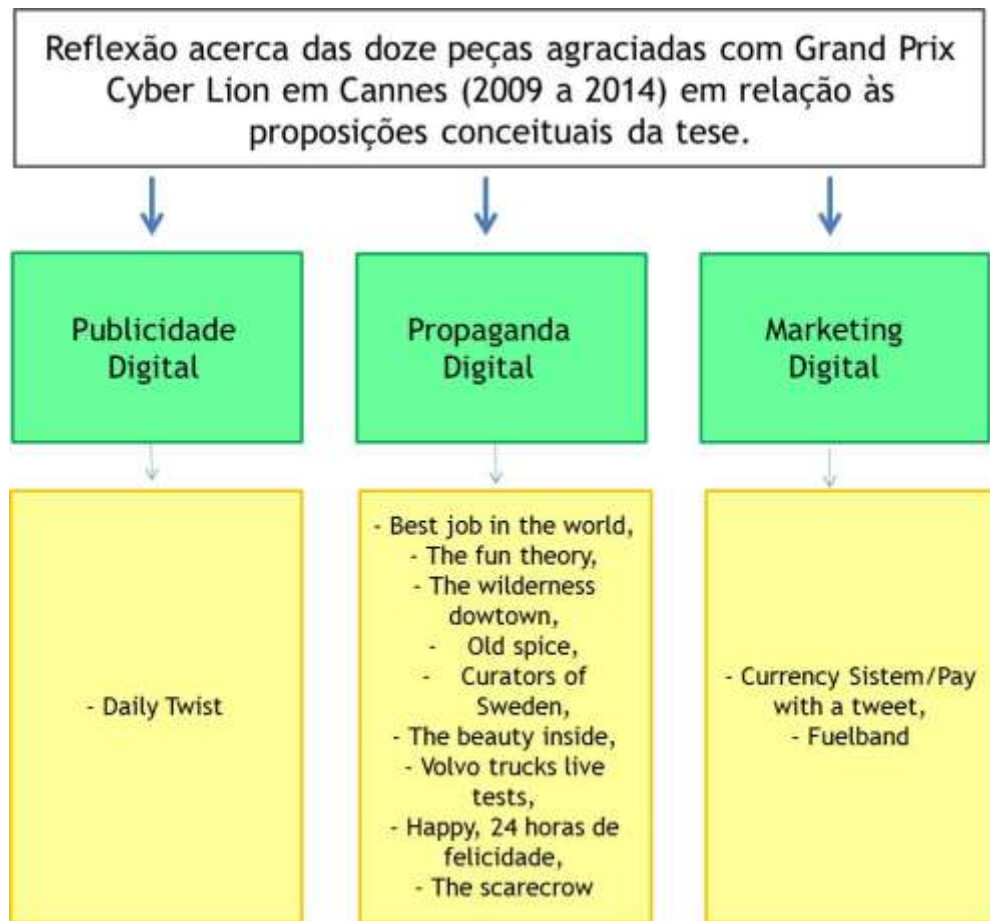 Reflexão acerca das doze peças agraciadas com Grand Prix
Cyber Lion em Cannes (2009 a 2014) em relação às
proposições conceituais da tese.
Publicidade
Digital
Propaganda
Digital
Marketing
Digital
- Daily Twist
- Best job in the world,
- The fun theory,
- The wilderness
dowtown,
- Old spice,
- Curators of
Sweden,
- The beauty inside,
- Volvo trucks live
tests,
- Happy, 24 horas de
felicidade,
- The scarecrow
- Currency Sistem/Pay
with a tweet,
- Fuelband